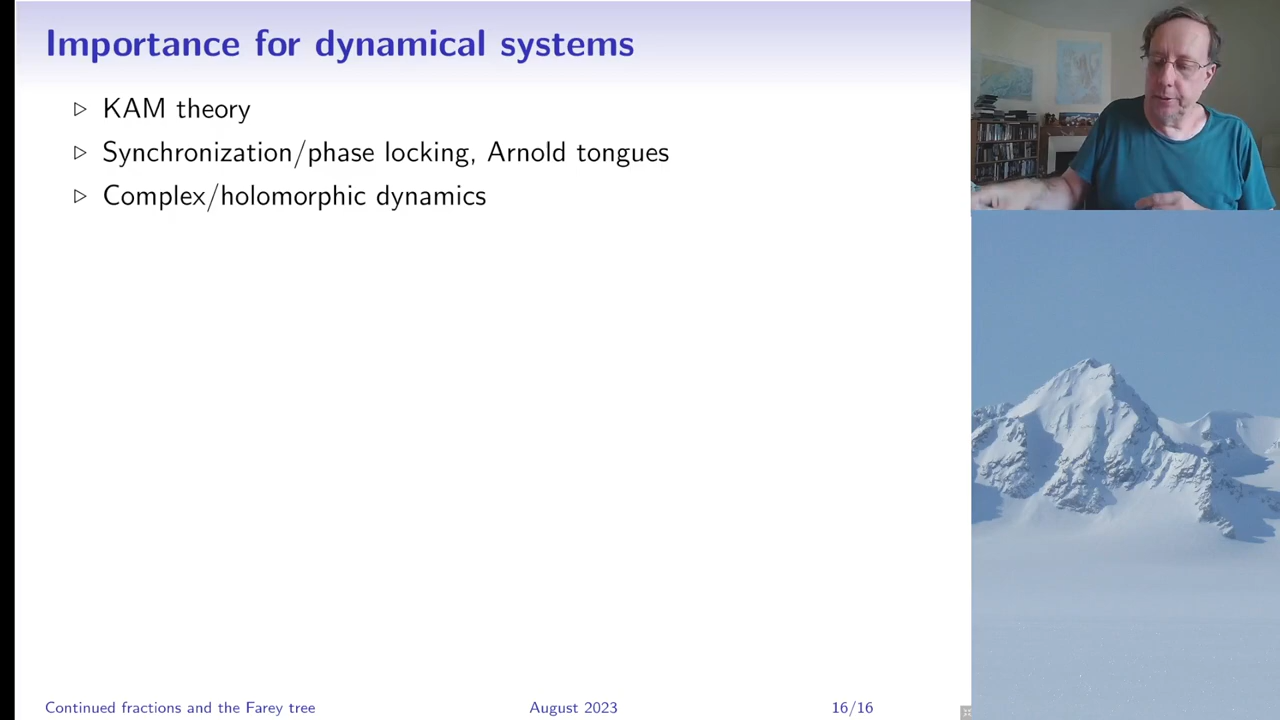 Importance for dynamical systems
▷ KAM theory
▷ Synchronization/phase locking, Arnold tongues
▷ Complex/holomorphic dynamics
Continued fractions and the Farey tree August 2023 16/16